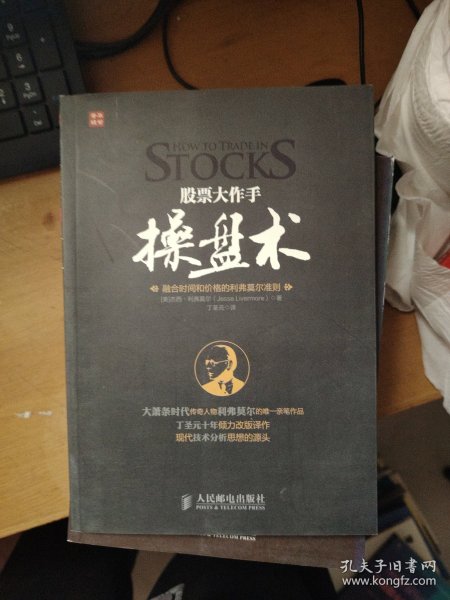 HOW TO TRADE IN
STOCKS
股票大作手
操盘术
融合时间和价格的利弗莫尔准则
[美]杰西·利弗莫尔（Jesse Livermore）◎著
丁圣元◎译
大萧条时代传奇人物利弗莫尔的唯一亲笔作品
丁圣元十年倾力改版译作
现代技术分析思想的源头
人民邮电出版社
POSTS & TELECOM PRESS
& TELECOM PRESS
孔夫子旧书网
www.kongfz.com